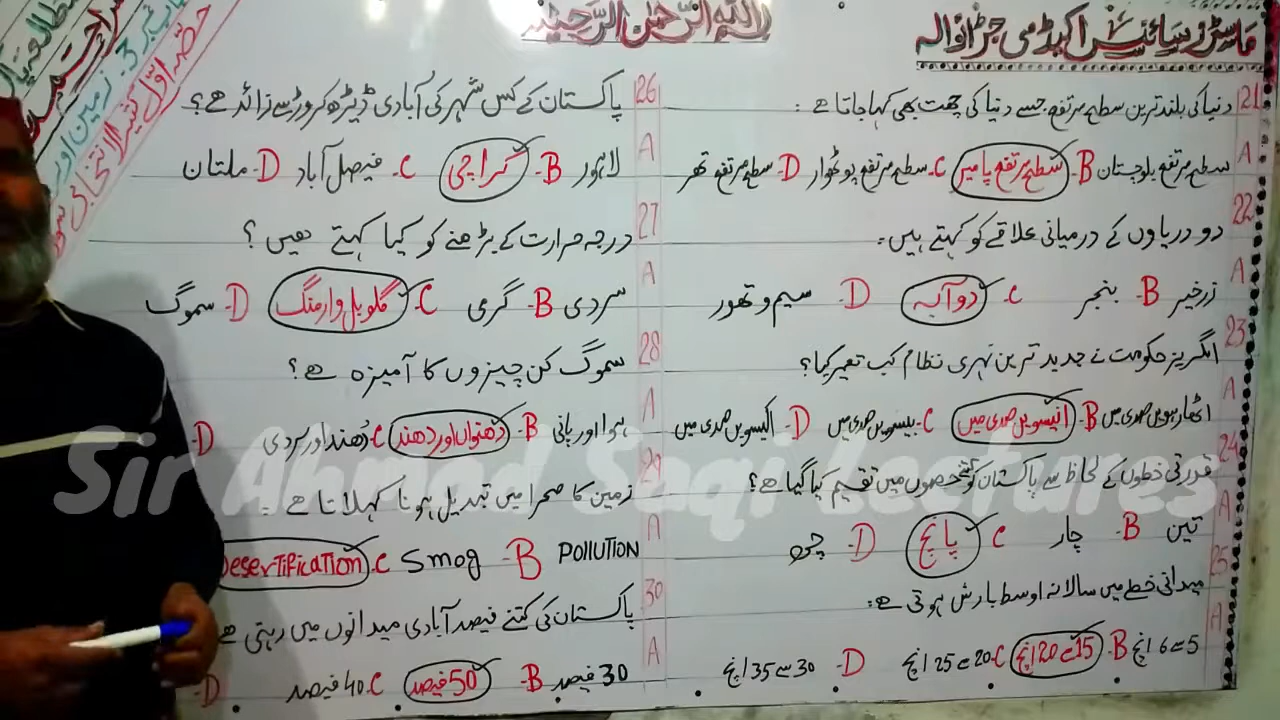 بسم اللہ الرحمٰن الرحیم
ماسٹرز سائنس اکیڈمی جڑانوالہ
21 دنیا کی بلند ترین سطح مرتفع جسے دنیا کی چھت بھی کہا جاتا ہے :
A سطح مرتفع بلوچستان B- سطح مرتفع پامیر C- سطح مرتفع پوٹھوار D- سطح مرتفع تھر
22 دو دریاوں کے درمیانی علاقے کو کہتے ہیں:
A زرخیز B- بنجر C- دوآبہ D- سیم و تھور
23 انگریز حکومت نے جدید ترین نہری نظام کب تعمیر کیا؟
A اٹھارہویں صدی میں B- انیسویں صدی میں C- بیسویں صدی میں D- اکیسویں صدی میں
24 قدرتی خطوں کے لحاظ سے پاکستان کو حصوں میں تقسیم کیا گیا ہے؟
A تین B- چار C- پانچ D- چھ
25 میدانی خطے میں سالانہ اوسط بارش ہوتی ہے:
A 5 سے 6 انچ B- 15 سے 20 انچ C- 20 سے 25 انچ D- 30 سے 35 انچ
26 پاکستان کے کس شہر کی آبادی ڈیڑھ کروڑ سے زائد ہے؟
A لاہور B- کراچی C- فیصل آباد D- ملتان
27 درجہ حرارت کے بڑھنے کو کیا کہتے ھیں ؟
A سردی B- گرمی C- گلوبل وارمنگ D- سموگ
28 سموگ کن چیزوں کا آمیزہ ہے؟
A ہوا اور پانی B- دھواں اور دھند C- دُھند اور سردی D-
29 زمین کا صحرا میں تبدیل ہونا کہلاتا ہے :
A POLLUTION B- Smog C- DeserTiFicaTion
30 پاکستان کی کتنے فیصد آبادی میدانوں میں رہتی ہے
A 30 فیصد B- 50 فیصد C- 40 فیصد D-
Sir Ahmad Saqi Lectures